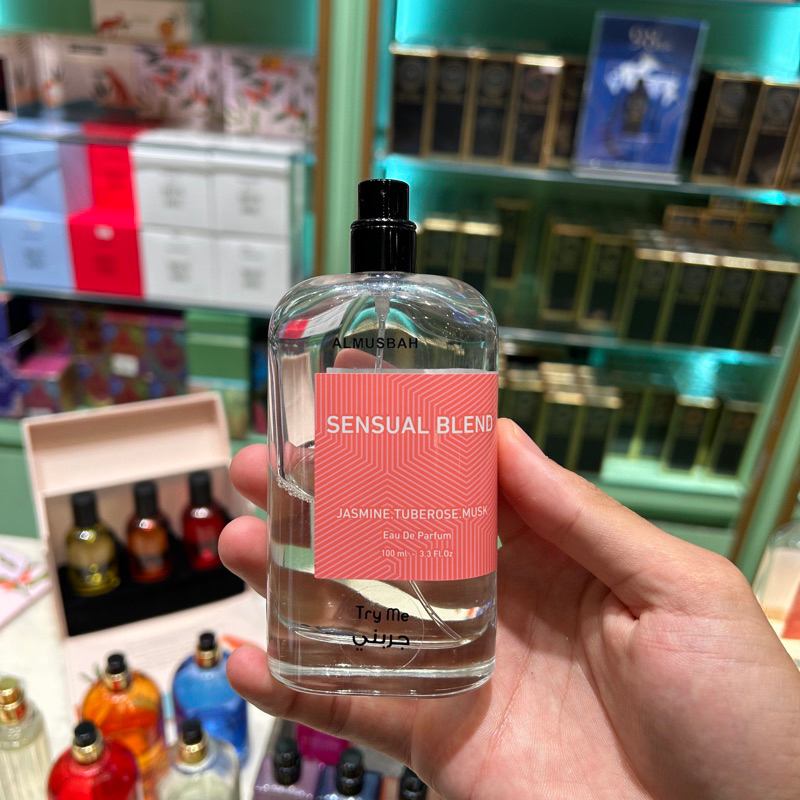 ALMUSBAH
SENSUAL BLEND
JASMINE.TUBEROSE.MUSK
Eau De Parfum
100 ml - 3.3 Fl.Oz
Try Me
جربني